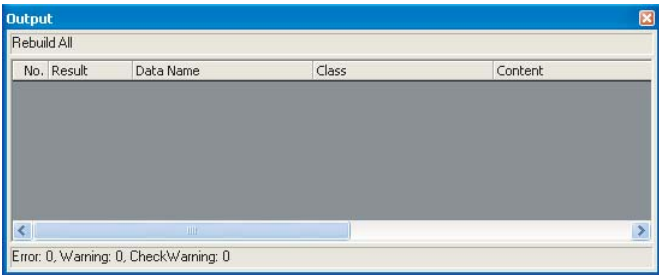 Output
Rebuild All
No. Result Data Name Class Content
Error: 0, Warning: 0, CheckWarning: 0